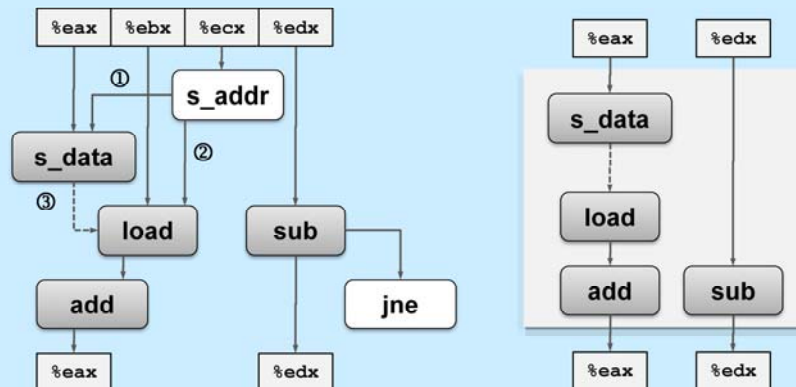 %eax %ebx %ecx %edx
①
s_addr
s_data
②
③
load
sub
add
jne
%eax
%edx
%eax
%edx
s_data
load
add
sub
%eax
%edx